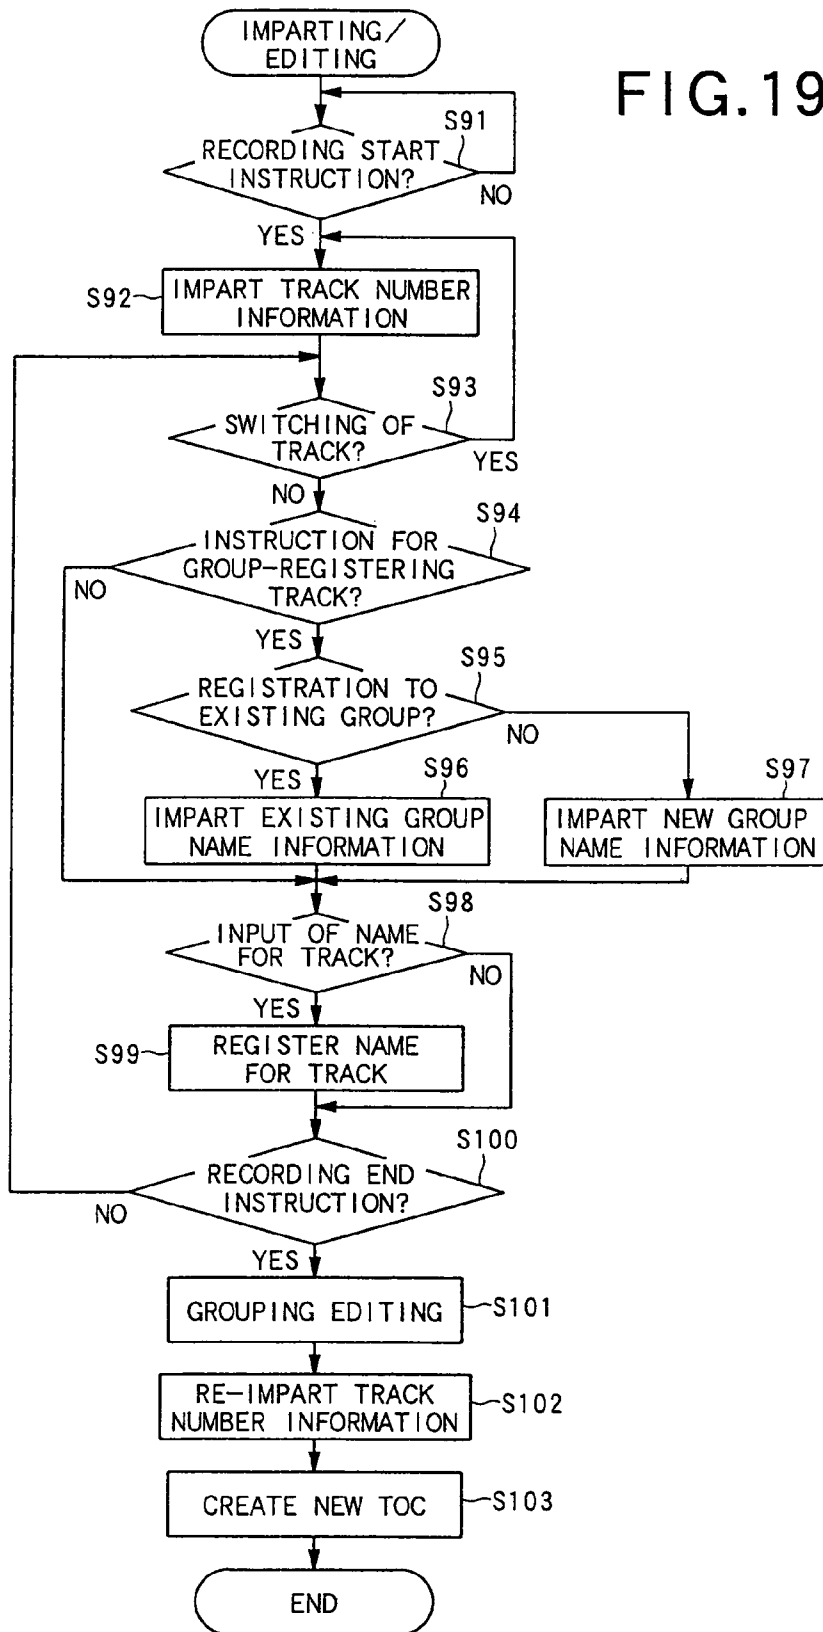 IMPARTING/
EDITING
FIG.19
S91
RECORDING START
INSTRUCTION?
NO
YES
S92
IMPART TRACK NUMBER
INFORMATION
S93
SWITCHING OF
TRACK?
YES
NO
S94
INSTRUCTION FOR
GROUP-REGISTERING
TRACK?
NO
YES
S95
REGISTRATION TO
EXISTING GROUP?
NO
YES
S96
S97
IMPART EXISTING GROUP
NAME INFORMATION
IMPART NEW GROUP
NAME INFORMATION
S98
INPUT OF NAME
FOR TRACK?
NO
YES
S99
REGISTER NAME
FOR TRACK
S100
RECORDING END
INSTRUCTION?
NO
YES
GROUPING EDITING
S101
RE-IMPART TRACK
NUMBER INFORMATION
S102
CREATE NEW TOC
S103
END